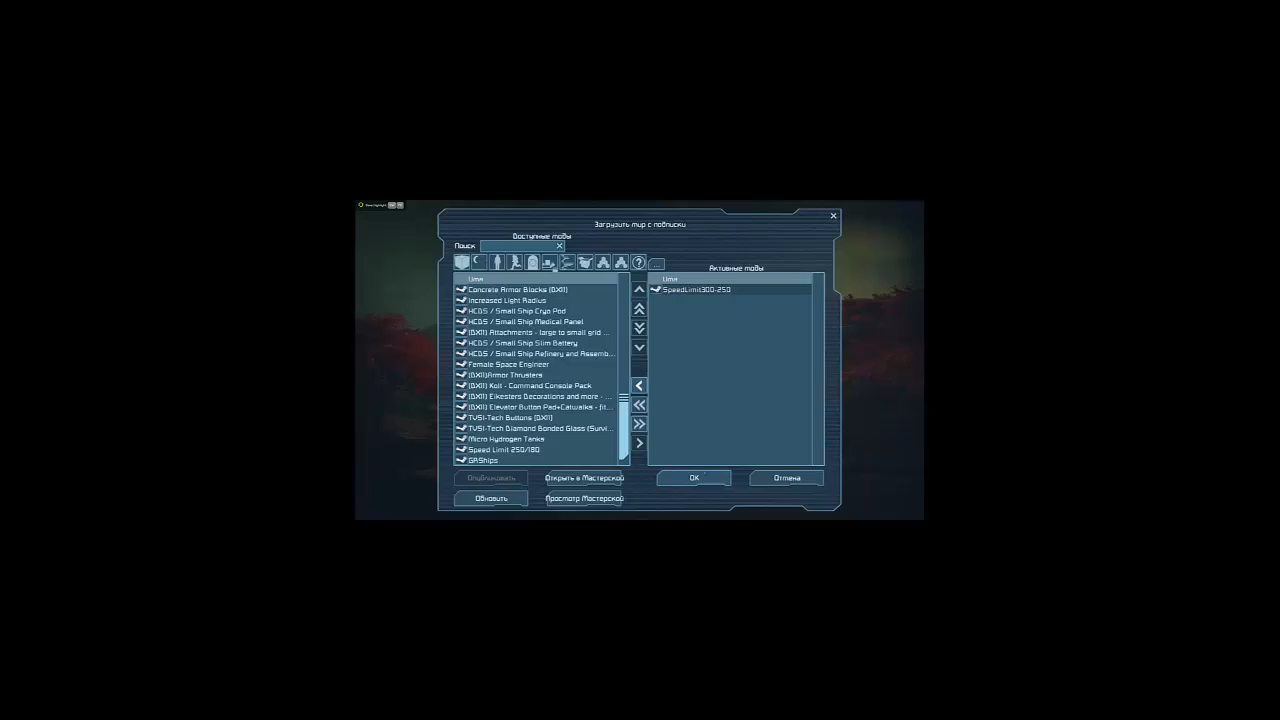 Загрузить мир с подписки
Доступные моды
Поиск
Активные моды
Имя
Concrete Armor Blocks [DX11]
Increased Light Radius
HCDS / Small Ship Cryo Pod
HCDS / Small Ship Medical Panel
(DX11) Attachments - large to small grid ...
HCDS / Small Ship Slim Battery
HCDS / Small Ship Refinery and Assemb...
Female Space Engineer
(DX11)Armor Thrusters
(DX11) Kolt - Command Console Pack
(DX11) Eikesters Decorations and more - ...
(DX11) Elevator Button Pad+Catwalks - fit...
TVSI-Tech Buttons [DX11]
TVSI-Tech Diamond Bonded Glass (Survi...
Micro Hydrogen Tanks
Speed Limit 250/180
Имя
SpeedLimit300-250
Опубликовать
Открыть в Мастерской
OK
Отмена
Обновить
Просмотр Мастерской